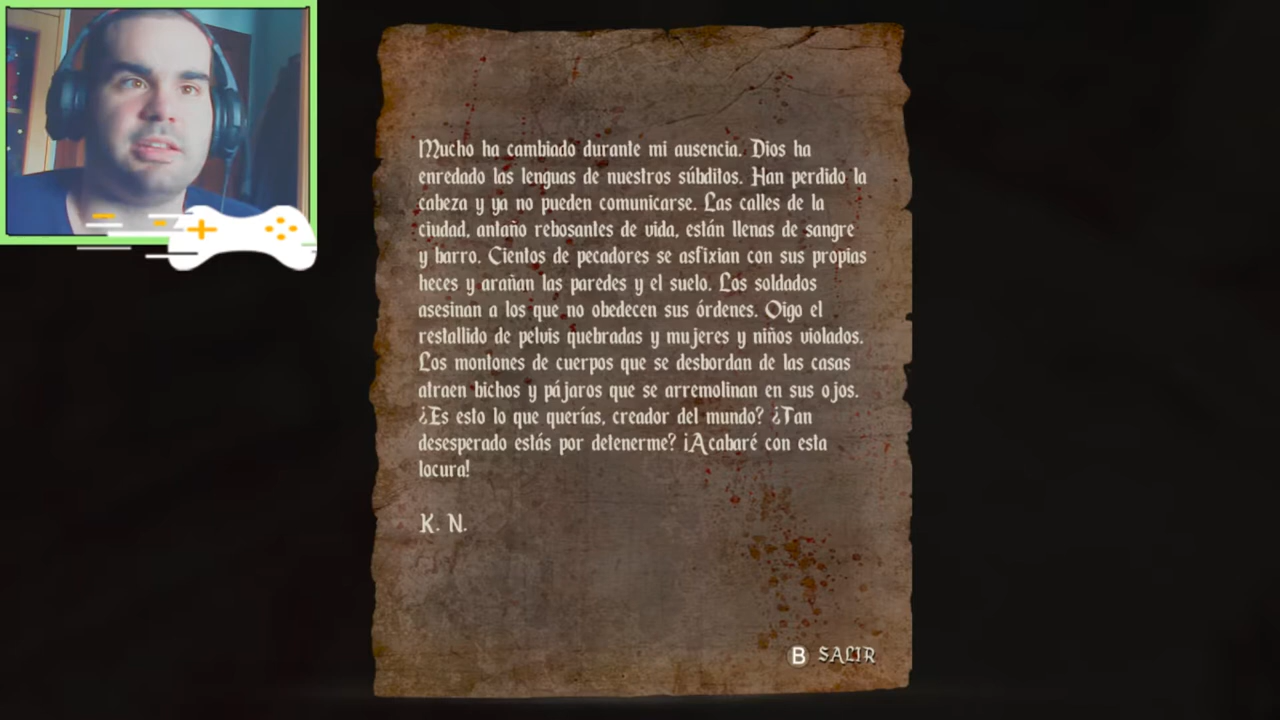 Mucho ha cambiado durante mi ausencia. Dios ha
enredado las lenguas de nuestros súbditos. Han perdido la
cabeza y ya no pueden comunicarse. Las calles de la
ciudad, antaño rebosantes de vida, están llenas de sangre
y barro. Cientos de pecadores se asfixian con sus propias
heces y arañan las paredes y el suelo. Los soldados
asesinan a los que no obedecen sus órdenes. Oigo el
restallido de pelvis quebradas y mujeres y niños violados.
Los montones de cuerpos que se desbordan de las casas
atraen bichos y pájaros que se arremolinan en sus ojos.
¿Es esto lo que querías, creador del mundo? ¿Tan
desesperado estás por detenerme? ¡Acabaré con esta
locura!
K. N.
B SALIR